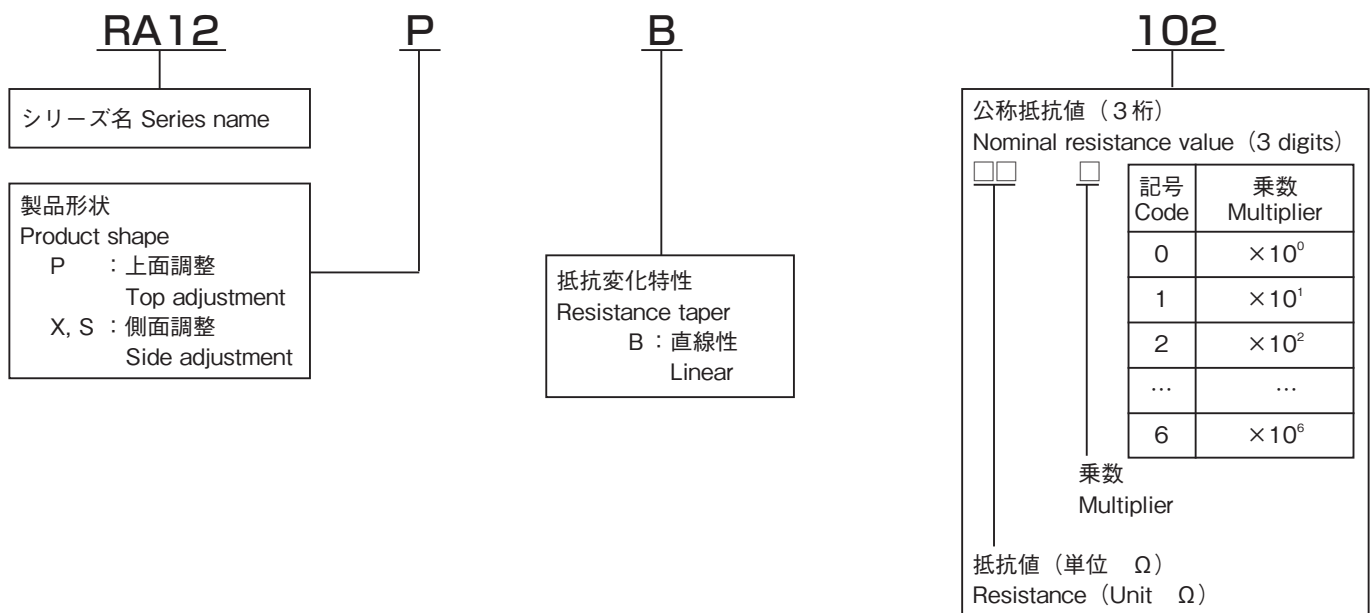 RA12 P B 102
シリーズ名 Series name
製品形状
Product shape
P ：上面調整
Top adjustment
X, S ：側面調整
Side adjustment
抵抗変化特性
Resistance taper
B ：直線性
Linear
公称抵抗値（3桁）
Nominal resistance value（3 digits）
□□ □
記号 乗数
Code Multiplier
0 ×10⁰
1 ×10¹
2 ×10²
… …
6 ×10⁶
乗数
Multiplier
抵抗値（単位 Ω）
Resistance（Unit Ω）